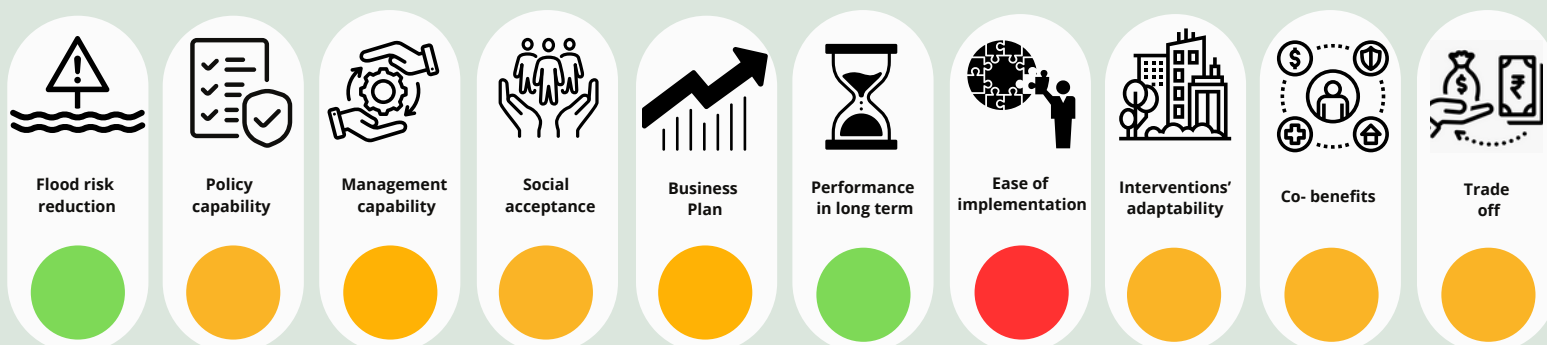 Flood risk
reduction
Policy
capability
Management
capability
Social
acceptance
Business
Plan
Performance
in long term
Ease of
implementation
Interventions’
adaptability
Co- benefits
Trade
off
$
$
₹